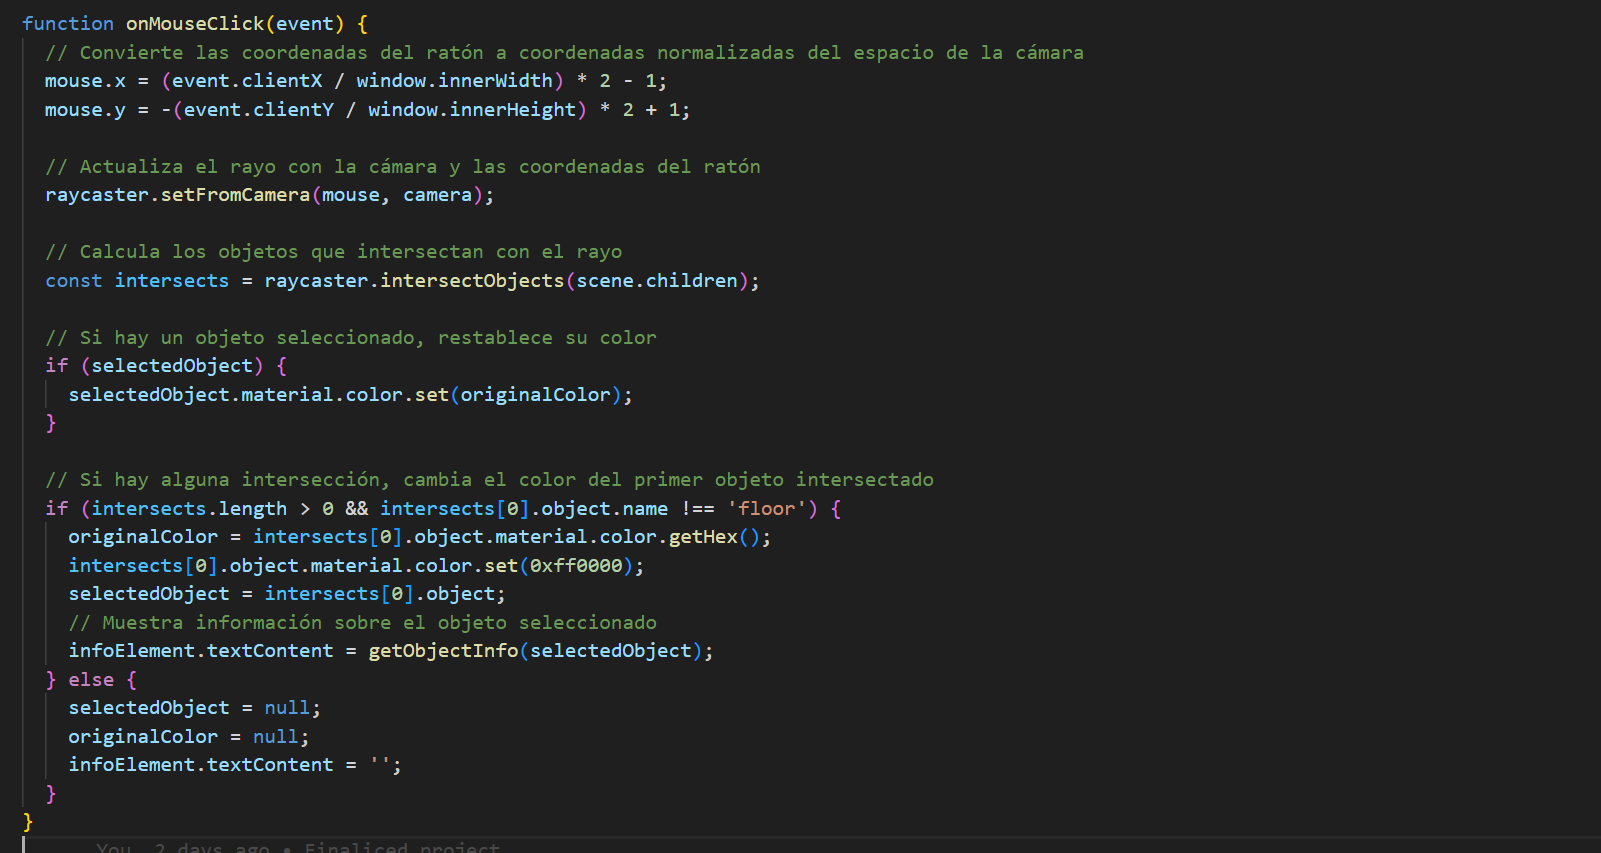 function onMouseClick(event) {
// Convierte las coordenadas del ratón a coordenadas normalizadas del espacio de la cámara
mouse.x = (event.clientX / window.innerWidth) * 2 - 1;
mouse.y = -(event.clientY / window.innerHeight) * 2 + 1;
// Actualiza el rayo con la cámara y las coordenadas del ratón
raycaster.setFromCamera(mouse, camera);
// Calcula los objetos que intersectan con el rayo
const intersects = raycaster.intersectObjects(scene.children);
// Si hay un objeto seleccionado, restablece su color
if (selectedObject) {
selectedObject.material.color.set(originalColor);
}
// Si hay alguna intersección, cambia el color del primer objeto intersectado
if (intersects.length > 0 && intersects[0].object.name !== 'floor') {
originalColor = intersects[0].object.material.color.getHex();
intersects[0].object.material.color.set(0xff0000);
selectedObject = intersects[0].object;
// Muestra información sobre el objeto seleccionado
infoElement.textContent = getObjectInfo(selectedObject);
} else {
selectedObject = null;
originalColor = null;
infoElement.textContent = '';
}
}
You, 2 days ago • Finaliced project